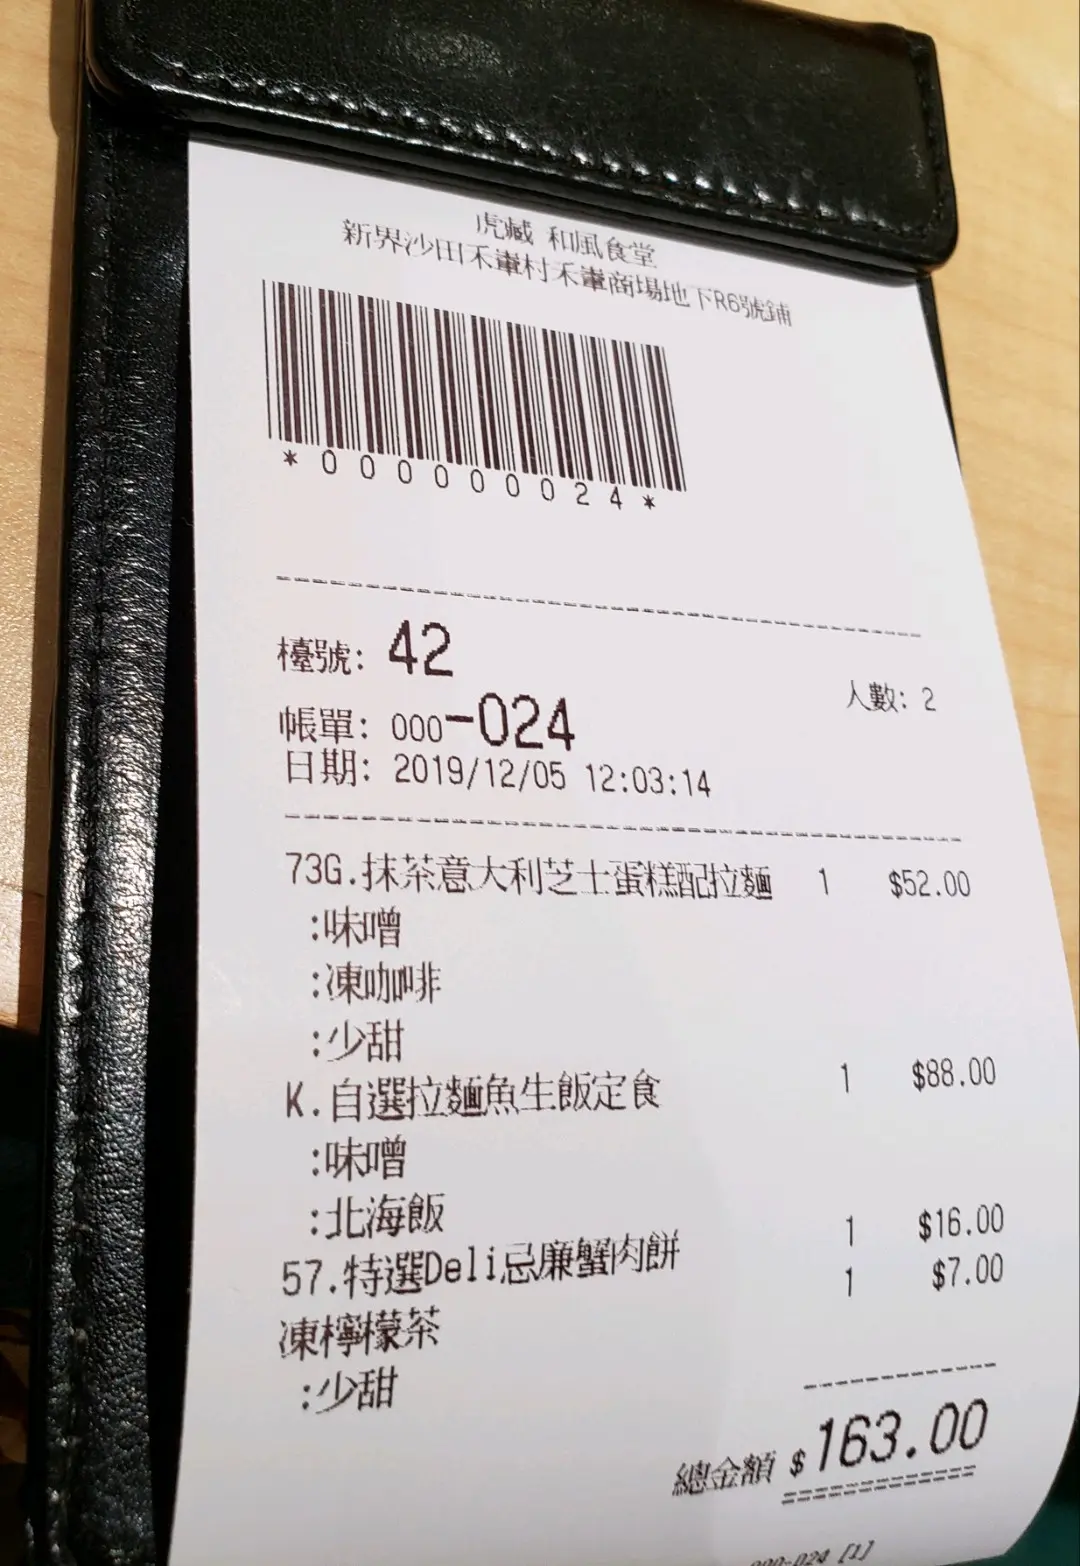 虎藏 和風食堂
新界沙田禾輋村禾輋商場地下R6號鋪
*000000024*
檯號: 42
人數: 2
帳單: 000-024
日期: 2019/12/05 12:03:14
73G.抹茶意大利芝士蛋糕配拉麵 1 $52.00
:味噌
:凍咖啡
:少甜
K.自選拉麵魚生飯定食 1 $88.00
:味噌
:北海飯
57.特選Deli忌廉蟹肉餅 1 $16.00
凍檸檬茶 1 $7.00
:少甜
總金額 $163.00
000-024 [1]